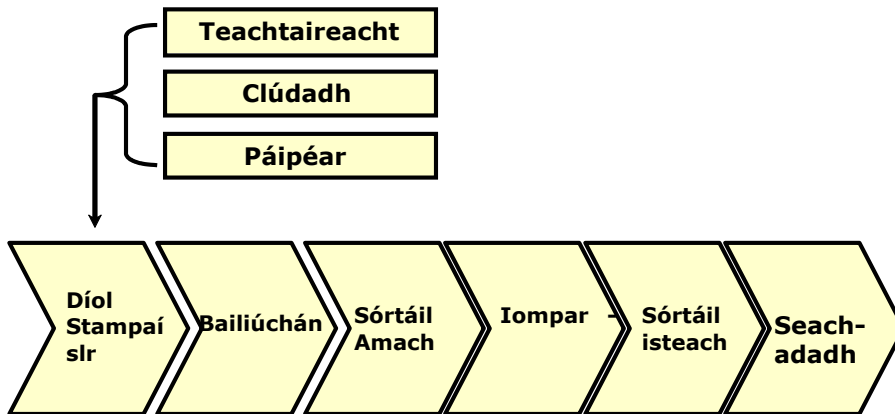 Teachtaireacht
Clúdadh
Páipéar
Díol
Stampaí
slr
Bailiúchán
Sórtáil
Amach
Iompar -
Sórtáil
isteach
Seach-
adadh